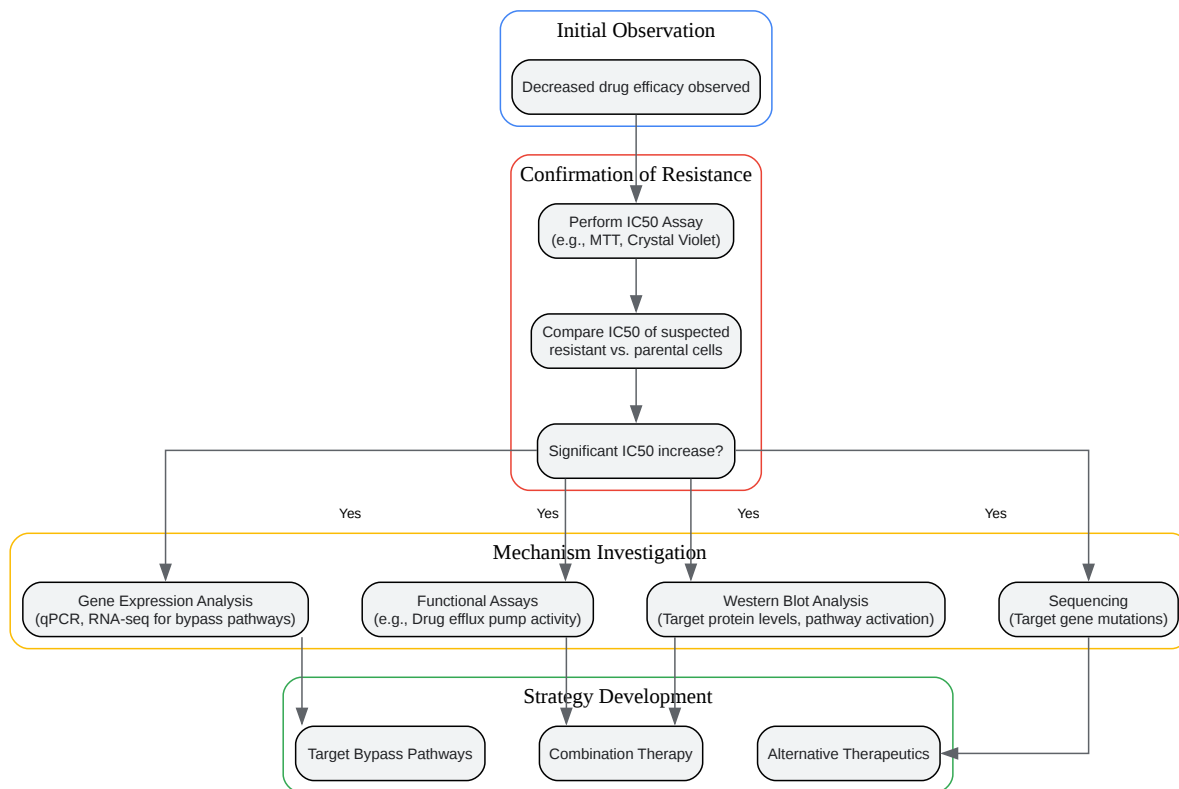 Initial Observation
Decreased drug efficacy observed
Confirmation of Resistance
Perform IC50 Assay
(e.g., MTT, Crystal Violet)
Compare IC50 of suspected
resistant vs. parental cells
Significant IC50 increase?
Yes
Yes
Yes
Yes
Mechanism Investigation
Gene Expression Analysis
(qPCR, RNA-seq for bypass pathways)
Functional Assays
(e.g., Drug efflux pump activity)
Western Blot Analysis
(Target protein levels, pathway activation)
Sequencing
(Target gene mutations)
Strategy Development
Target Bypass Pathways
Combination Therapy
Alternative Therapeutics